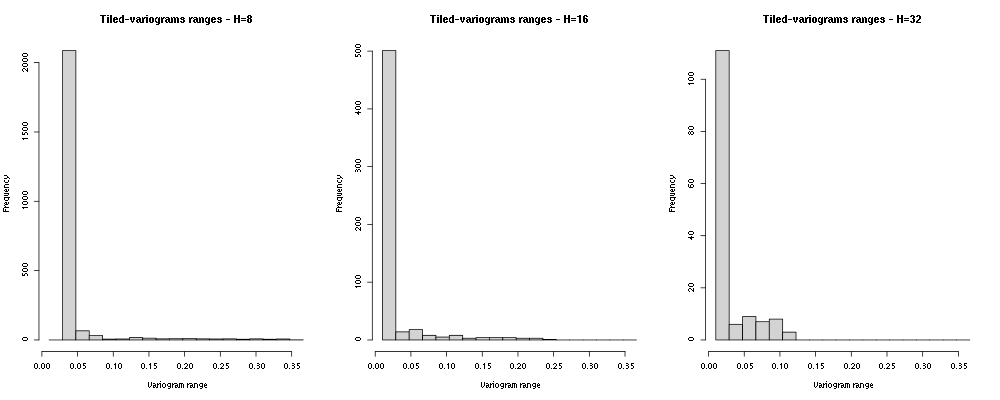 Tiled-variograms ranges - H=8
Frequency
2000
1500
1000
500
0
0.00 0.05 0.10 0.15 0.20 0.25 0.30 0.35
Variogram range
Tiled-variograms ranges - H=16
Frequency
500
400
300
200
100
0
0.00 0.05 0.10 0.15 0.20 0.25 0.30 0.35
Variogram range
Tiled-variograms ranges - H=32
Frequency
100
80
60
40
20
0
0.00 0.05 0.10 0.15 0.20 0.25 0.30 0.35
Variogram range